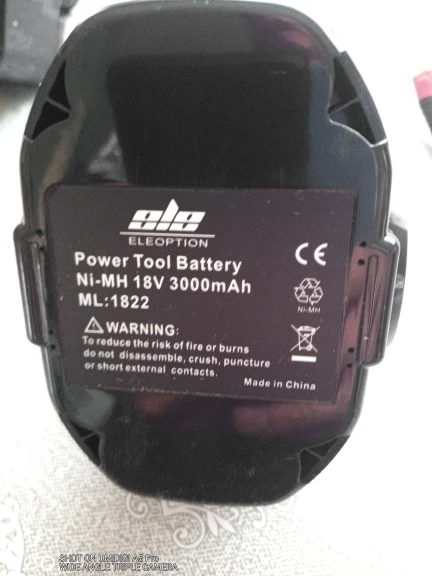 ele
ELEOPTION
Power Tool Battery
Ni-MH 18V 3000mAh
ML:1822
CE
NI-MH
WARNING:
To reduce the risk of fire or burns
do not disassemble, crush, puncture
or short external contacts.
Made in China
SHOT ON UMIDIGI A5 Pro
WIDE ANGLE TRIPLE CAMERA